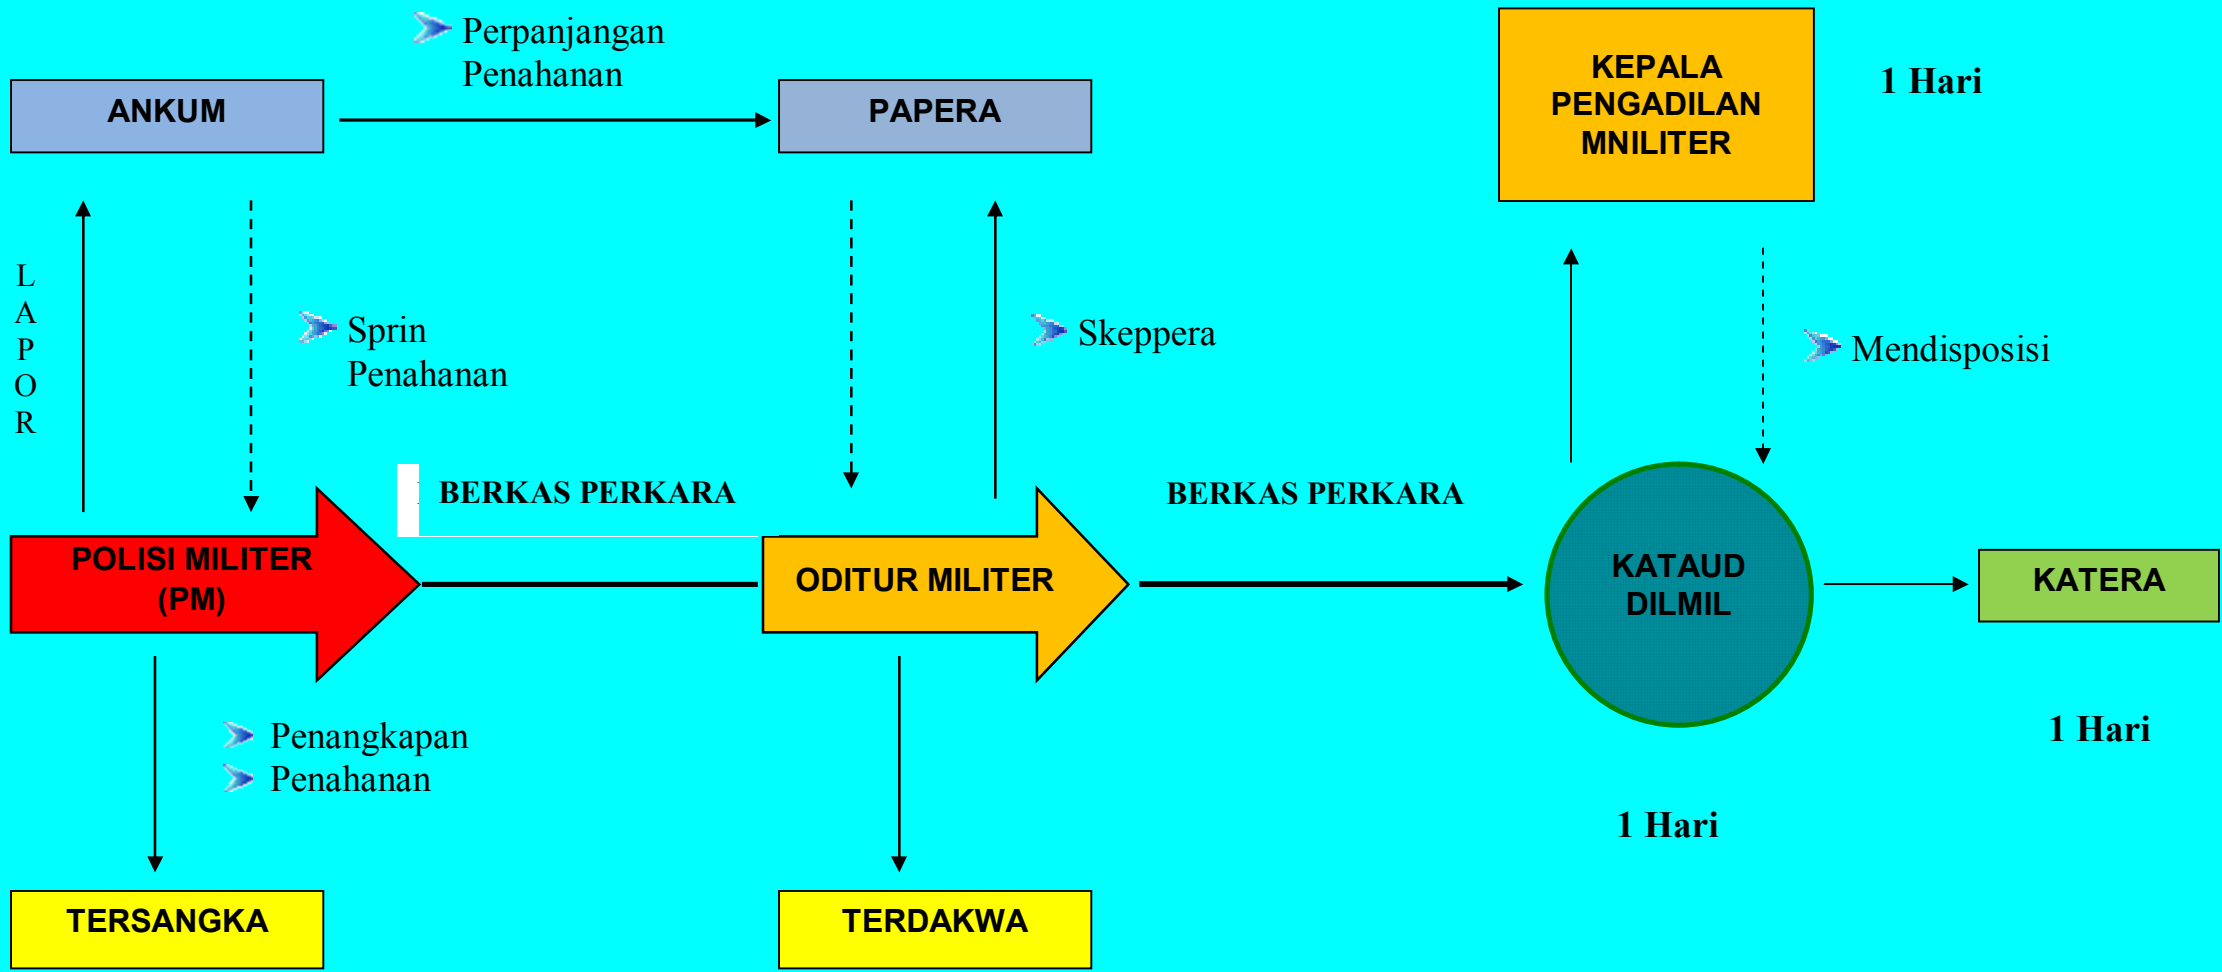 Perpanjangan
Penahanan
ANKUM
PAPERA
KEPALA
PENGADILAN
MNILITER
1 Hari
LAPOR
Sprin
Penahanan
Skeppera
Mendisposisi
BERKAS PERKARA
BERKAS PERKARA
POLISI MILITER
(PM)
ODITUR MILITER
KATAUD
DILMIL
KATERA
Penangkapan
Penahanan
1 Hari
1 Hari
TERSANGKA
TERDAKWA